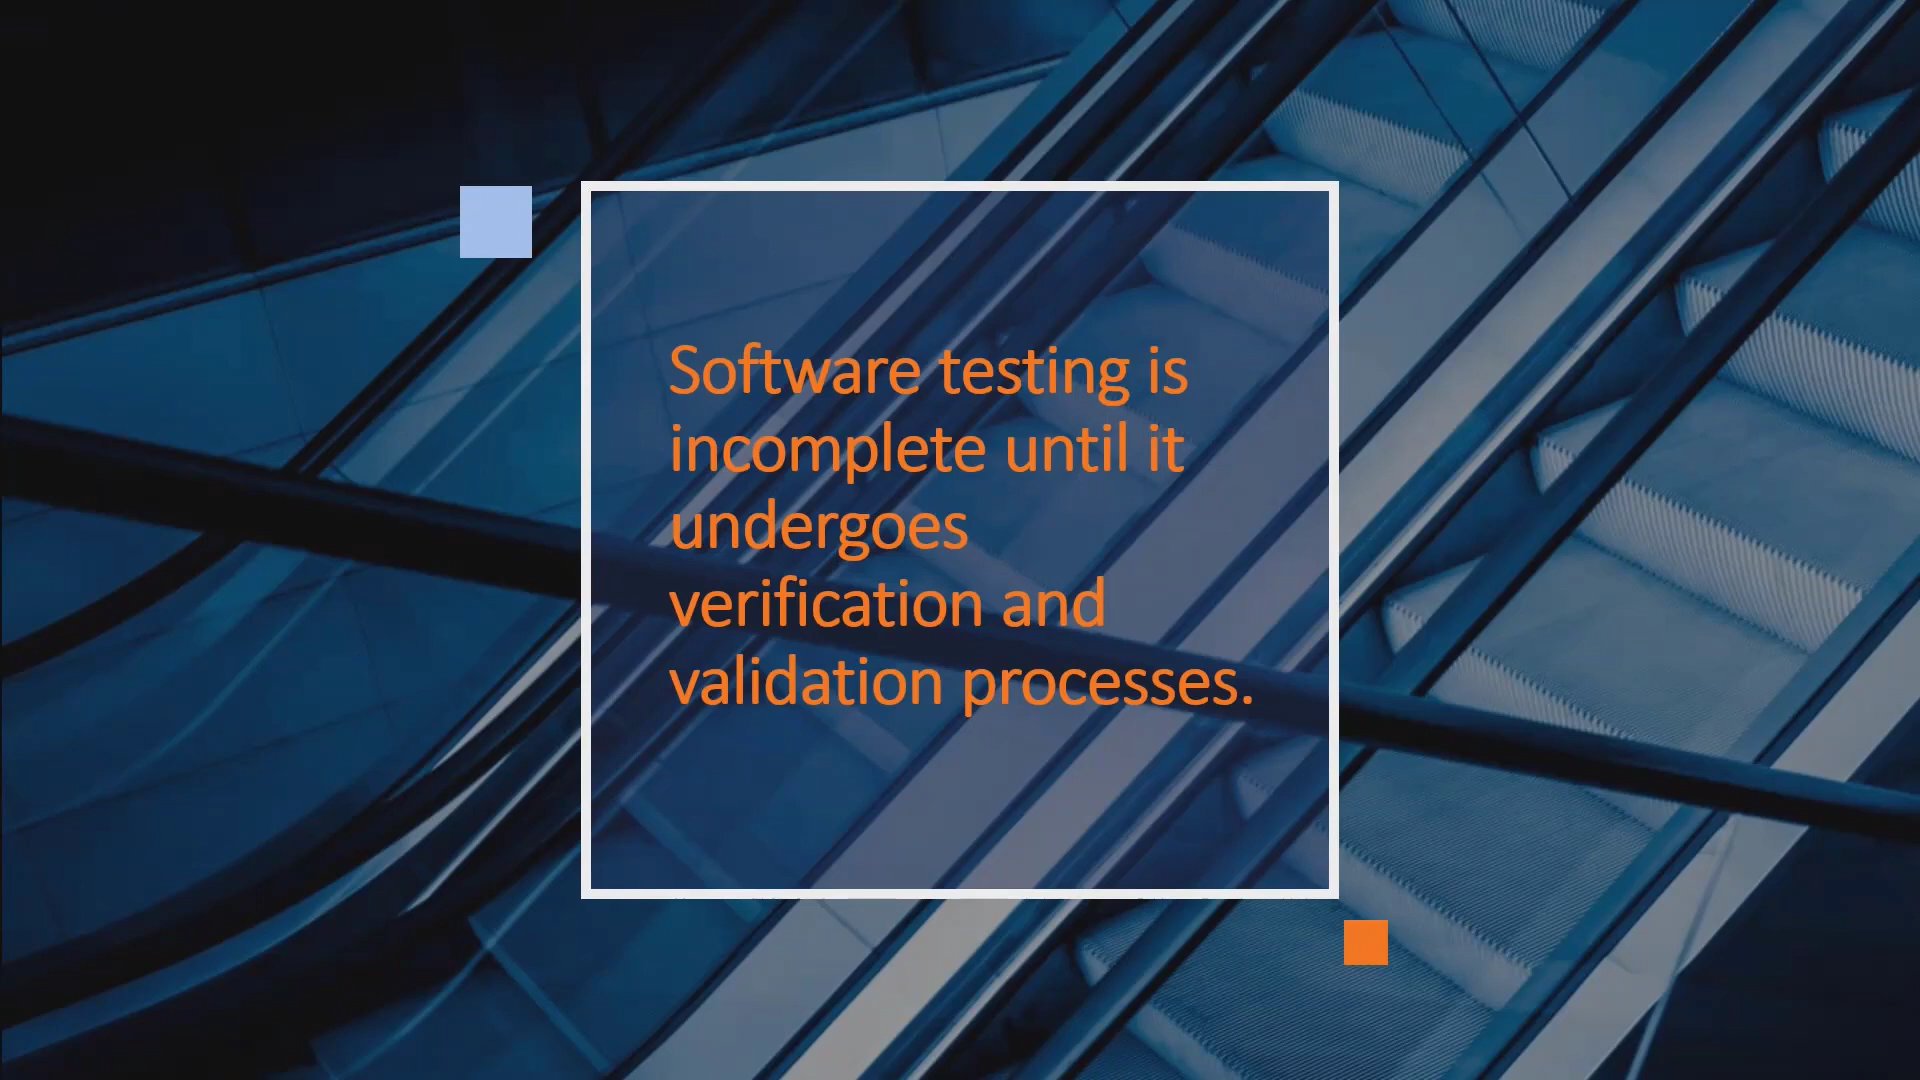 Software testing is
incomplete until it
undergoes
verification and
validation processes.